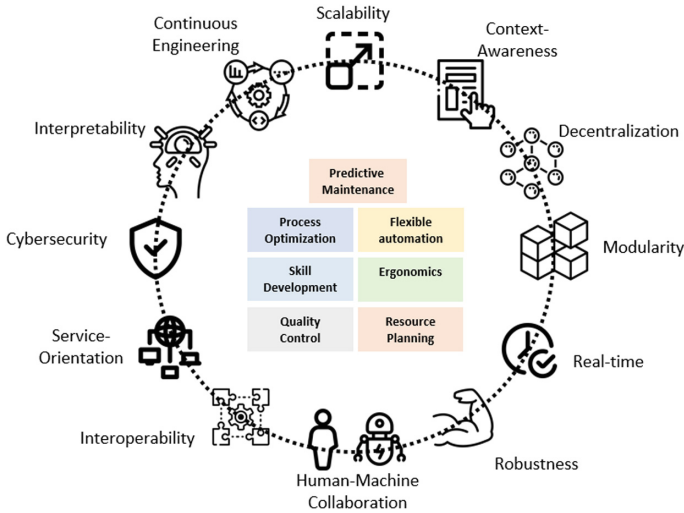 Scalability
Continuous
Engineering
Context-
Awareness
Interpretability
Decentralization
Predictive
Maintenance
Process
Optimization
Flexible
automation
Cybersecurity
Modularity
Skill
Development
Ergonomics
Quality
Control
Resource
Planning
Service-
Orientation
Real-time
Interoperability
Robustness
Human-Machine
Collaboration